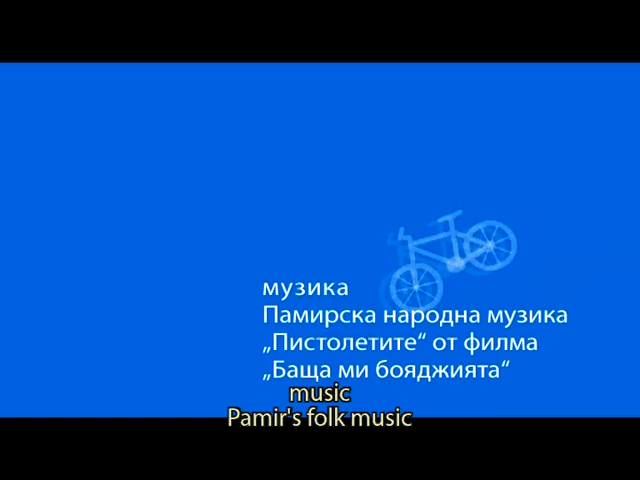 музика
Памирска народна музика
„Пистолетите“ от филма
„Баща ми бояджията“
music
Pamir's folk music